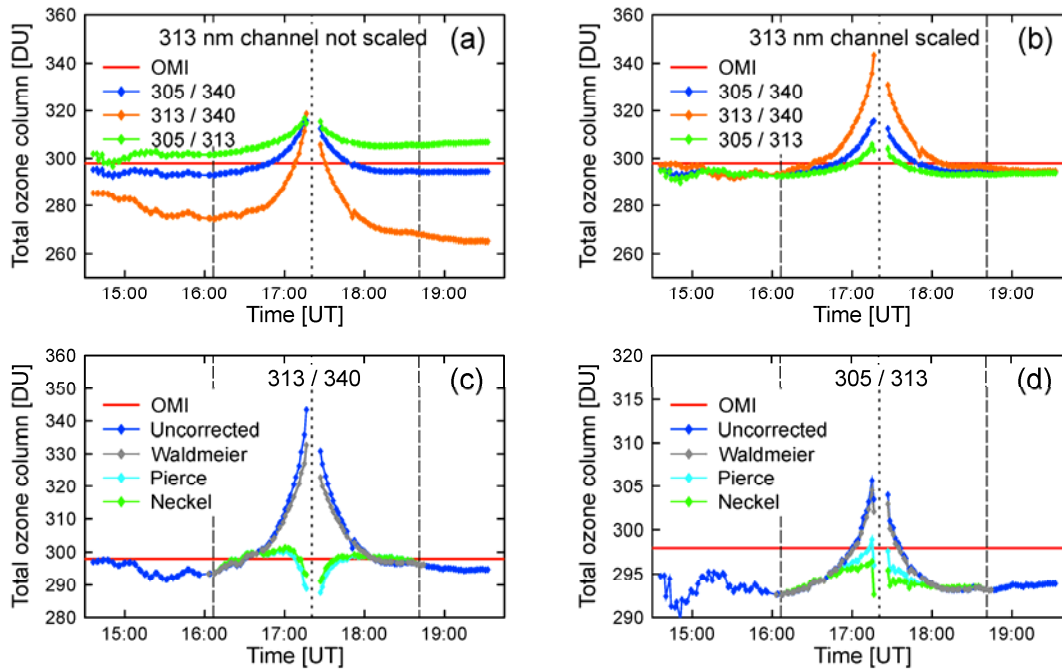 Total ozone column [DU]
360
340
320
300
280
260
313 nm channel not scaled
(a)
OMI
305 / 340
313 / 340
305 / 313
15:00 16:00 17:00 18:00 19:00
Time [UT]
Total ozone column [DU]
360
340
320
300
280
260
313 nm channel scaled
(b)
OMI
305 / 340
313 / 340
305 / 313
15:00 16:00 17:00 18:00 19:00
Time [UT]
Total ozone column [DU]
360
350
340
330
320
310
300
290
280
313 / 340
(c)
OMI
Uncorrected
Waldmeier
Pierce
Neckel
15:00 16:00 17:00 18:00 19:00
Time [UT]
Total ozone column [DU]
320
315
310
305
300
295
290
305 / 313
(d)
OMI
Uncorrected
Waldmeier
Pierce
Neckel
15:00 16:00 17:00 18:00 19:00
Time [UT]